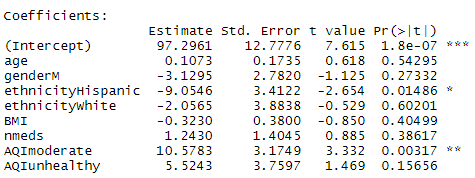 Coefficients:
Estimate Std. Error t value Pr(>|t|)
(Intercept) 97.2961 12.7776 7.615 1.8e-07 ***
age 0.1073 0.1735 0.618 0.54295
genderM -3.1295 2.7820 -1.125 0.27332
ethnicityHispanic -9.0546 3.4122 -2.654 0.01486 *
ethnicityWhite -2.0565 3.8838 -0.529 0.60201
BMI -0.3230 0.3800 -0.850 0.40499
nmeds 1.2430 1.4045 0.885 0.38617
AQImoderate 10.5783 3.1749 3.332 0.00317 **
AQIunhealthy 5.5243 3.7597 1.469 0.15656